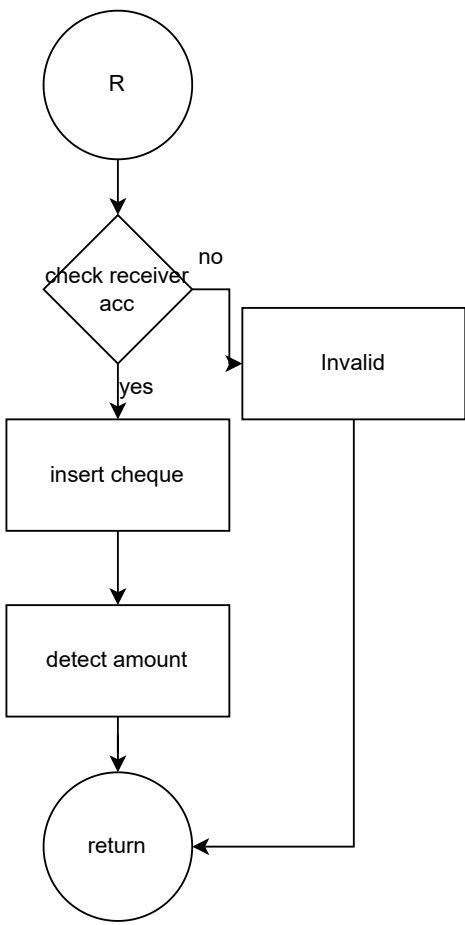 R
check receiver
acc
no
Invalid
yes
insert cheque
detect amount
return